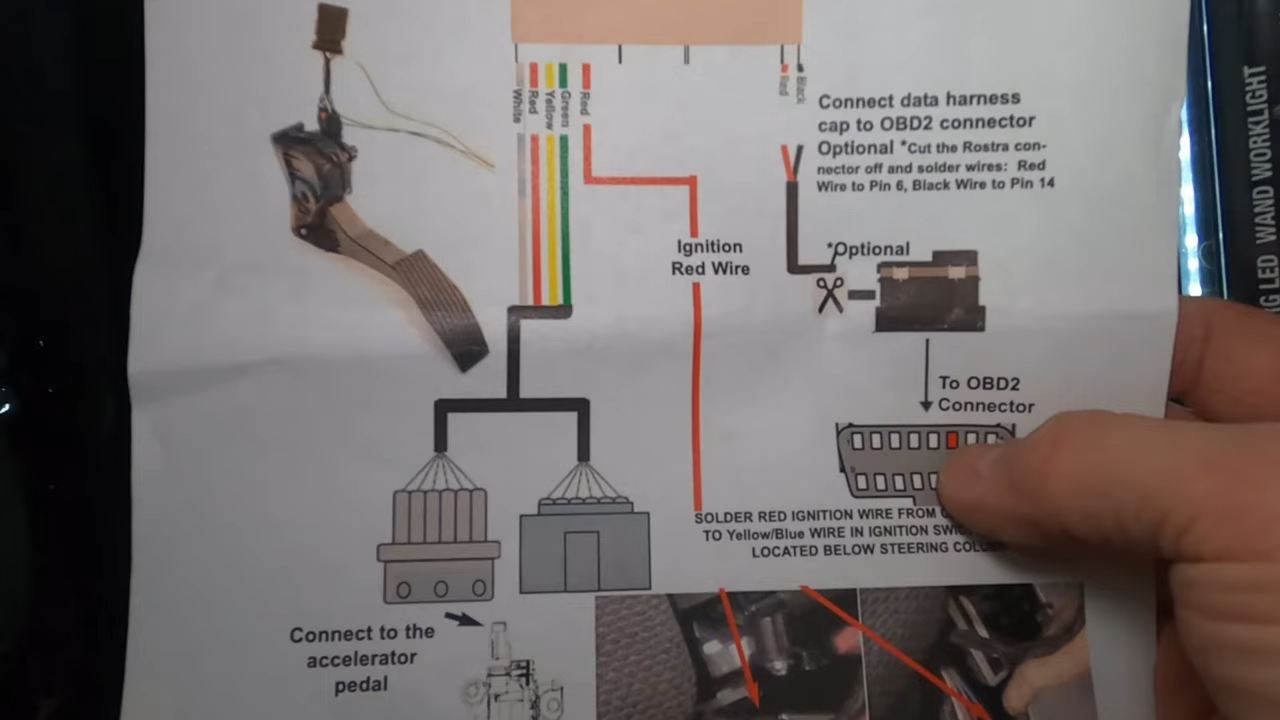 White
Red
Yellow
Green
Red
Red
Black
Connect data harness
cap to OBD2 connector
Optional *Cut the Rostra con-
nector off and solder wires: Red
Wire to Pin 6, Black Wire to Pin 14
Ignition
Red Wire
*Optional
To OBD2
Connector
SOLDER RED IGNITION WIRE FROM
TO Yellow/Blue WIRE IN IGNITION
LOCATED BELOW STEERING
Connect to the
accelerator
pedal
LED WAND WORKLIGHT